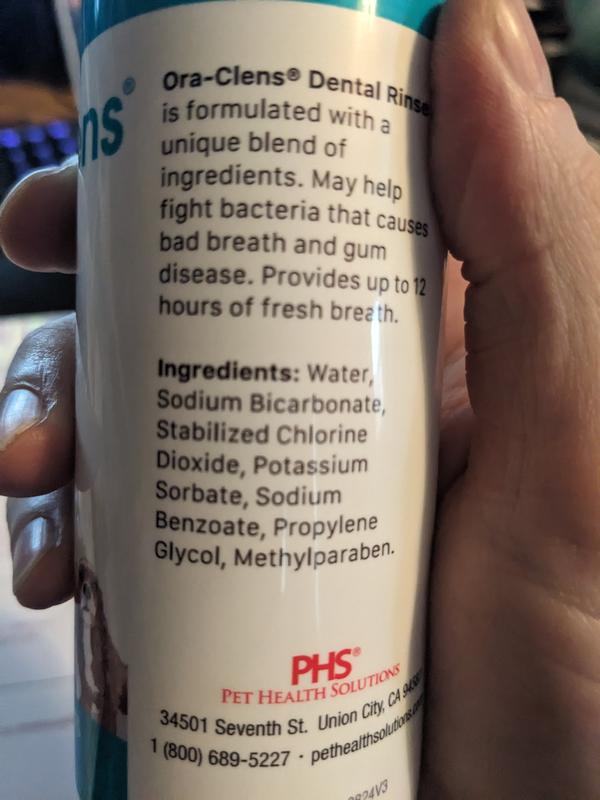 ns®
Ora-Clens® Dental Rinse
is formulated with a
unique blend of
ingredients. May help
fight bacteria that causes
bad breath and gum
disease. Provides up to 12
hours of fresh breath.
Ingredients: Water,
Sodium Bicarbonate,
Stabilized Chlorine
Dioxide, Potassium
Sorbate, Sodium
Benzoate, Propylene
Glycol, Methylparaben.
PHS®
PET HEALTH SOLUTIONS
34501 Seventh St. Union City, CA
1 (800) 689-5227 · pethealthsolutions